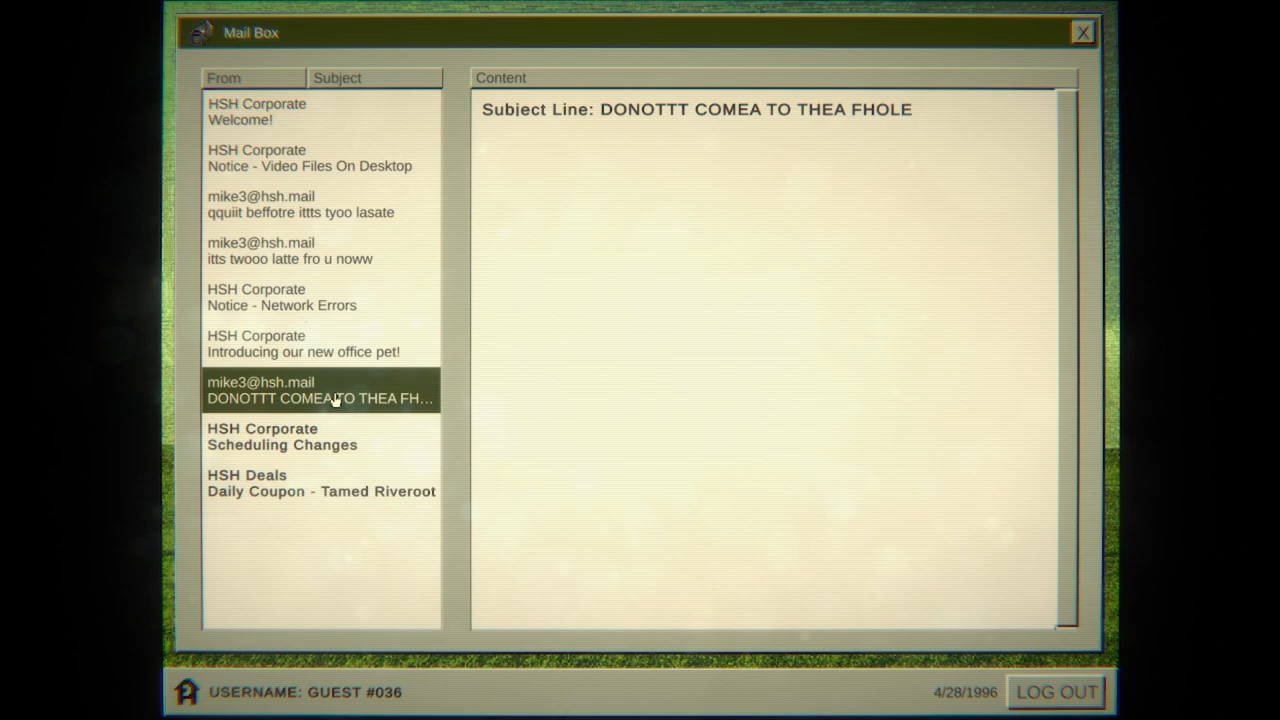 Mail Box
X
From
Subject
Content
HSH Corporate
Welcome!
HSH Corporate
Notice - Video Files On Desktop
mike3@hsh.mail
qquiit beffotre ittts tyoo lasate
mike3@hsh.mail
itts twooo latte fro u noww
HSH Corporate
Notice - Network Errors
HSH Corporate
Introducing our new office pet!
mike3@hsh.mail
DONOTTT COMEA TO THEA FH...
HSH Corporate
Scheduling Changes
HSH Deals
Daily Coupon - Tamed Riveroot
Subject Line: DONOTTT COMEA TO THEA FHOLE
USERNAME: GUEST #036
4/28/1996
LOG OUT